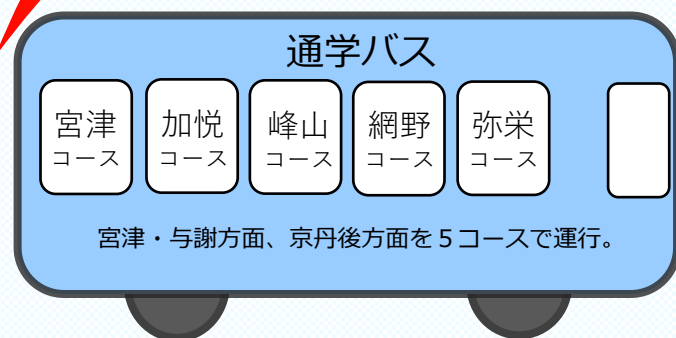 通学バス
宮津 加悦 峰山 網野 弥栄
コース コース コース コース コース
宮津・与謝方面、京丹後方面を５コースで運行。